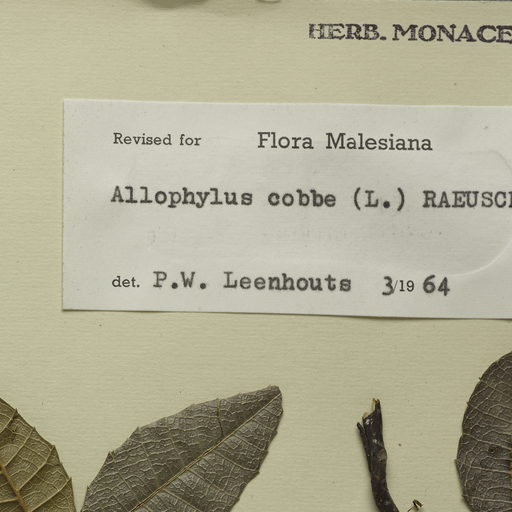 HERB. MONACE
Revised for Flora Malesiana
Allophylus cobbe (L.) RAEUSC
det. P.W. Leenhouts 3/19 64